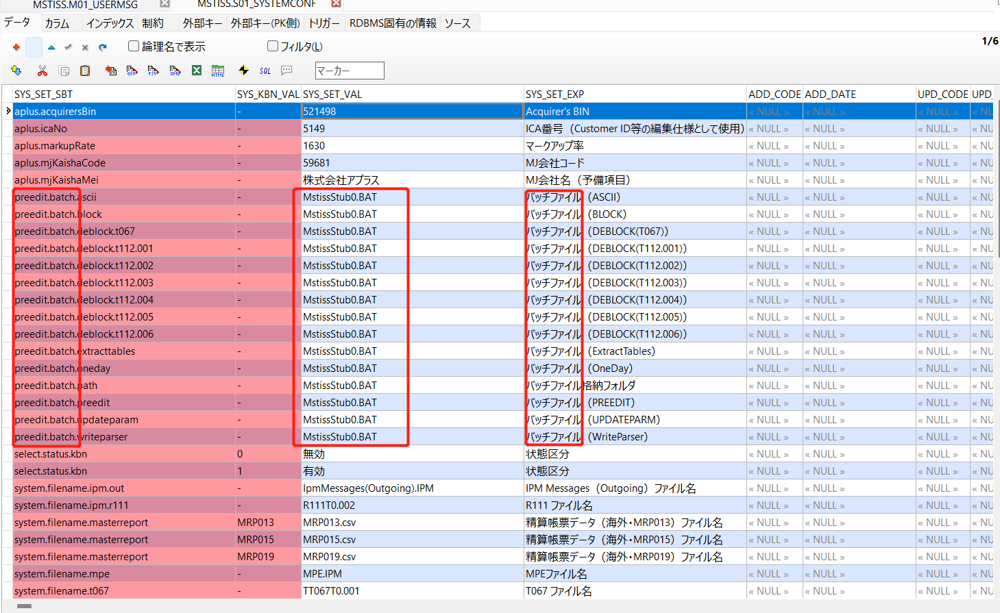 MSTISS.M01_USERMSG MSTISS.S01_SYSTEMCONF
データ カラム インデックス 制約 外部キー 外部キー(PK側) トリガー RDBMS固有の情報 ソース
論理名で表示 フィルタ(L) 1/6
CSV TSV XML HTML SQL マーカー
SYS_SET_SBT SYS_KBN_VAL SYS_SET_VAL SYS_SET_EXP ADD_CODE ADD_DATE UPD_CODE UPD_
aplus.acquirersBin - 521498 Acquirer's BIN « NULL » « NULL » « NULL » « NU
aplus.icaNo - 5149 ICA番号（Customer ID等の編集仕様として使用） « NULL » « NULL » « NULL » « NU
aplus.markupRate - 1630 マークアップ率 « NULL » « NULL » « NULL » « NU
aplus.mjKaishaCode - 59681 MJ会社コード « NULL » « NULL » « NULL » « NU
aplus.mjKaishaMei - 株式会社アプラス MJ会社名（予備項目） « NULL » « NULL » « NULL » « NU
preedit.batch.ascii - MstissStub0.BAT バッチファイル（ASCII） « NULL » « NULL » « NULL » « NU
preedit.batch.block - MstissStub0.BAT バッチファイル（BLOCK） « NULL » « NULL » « NULL » « NU
preedit.batch.deblock.t067 - MstissStub0.BAT バッチファイル（DEBLOCK(T067)） « NULL » « NULL » « NULL » « NU
preedit.batch.deblock.t112.001 - MstissStub0.BAT バッチファイル（DEBLOCK(T112.001)） « NULL » « NULL » « NULL » « NU
preedit.batch.deblock.t112.002 - MstissStub0.BAT バッチファイル（DEBLOCK(T112.002)） « NULL » « NULL » « NULL » « NU
preedit.batch.deblock.t112.003 - MstissStub0.BAT バッチファイル（DEBLOCK(T112.003)） « NULL » « NULL » « NULL » « NU
preedit.batch.deblock.t112.004 - MstissStub0.BAT バッチファイル（DEBLOCK(T112.004)） « NULL » « NULL » « NULL » « NU
preedit.batch.deblock.t112.005 - MstissStub0.BAT バッチファイル（DEBLOCK(T112.005)） « NULL » « NULL » « NULL » « NU
preedit.batch.deblock.t112.006 - MstissStub0.BAT バッチファイル（DEBLOCK(T112.006)） « NULL » « NULL » « NULL » « NU
preedit.batch.extracttables - MstissStub0.BAT バッチファイル（ExtractTables） « NULL » « NULL » « NULL » « NU
preedit.batch.oneday - MstissStub0.BAT バッチファイル（OneDay） « NULL » « NULL » « NULL » « NU
preedit.batch.path - MstissStub0.BAT バッチファイル格納フォルダ « NULL » « NULL » « NULL » « NU
preedit.batch.preedit - MstissStub0.BAT バッチファイル（PREEDIT） « NULL » « NULL » « NULL » « NU
preedit.batch.updateparam - MstissStub0.BAT バッチファイル（UPDATEPARM） « NULL » « NULL » « NULL » « NU
preedit.batch.writeparser - MstissStub0.BAT バッチファイル（WriteParser） « NULL » « NULL » « NULL » « NU
select.status.kbn 0 無効 状態区分 « NULL » « NULL » « NULL » « NU
select.status.kbn 1 有効 状態区分 « NULL » « NULL » « NULL » « NU
system.filename.ipm.out - IpmMessages(Outgoing).IPM IPM Messages（Outgoing）ファイル名 « NULL » « NULL » « NULL » « NU
system.filename.ipm.r111 - R111T0.002 R111 ファイル名 « NULL » « NULL » « NULL » « NU
system.filename.masterreport MRP013 MRP013.csv 精算帳票データ（海外・MRP013）ファイル名 « NULL » « NULL » « NULL » « NU
system.filename.masterreport MRP015 MRP015.csv 精算帳票データ（海外・MRP015）ファイル名 « NULL » « NULL » « NULL » « NU
system.filename.masterreport MRP019 MRP019.csv 精算帳票データ（海外・MRP019）ファイル名 « NULL » « NULL » « NULL » « NU
system.filename.mpe - MPE.IPM MPEファイル名 « NULL » « NULL » « NULL » « NU
system.filename.t067 - TT067T0.001 T067 ファイル名 « NULL » « NULL » « NULL » « NU